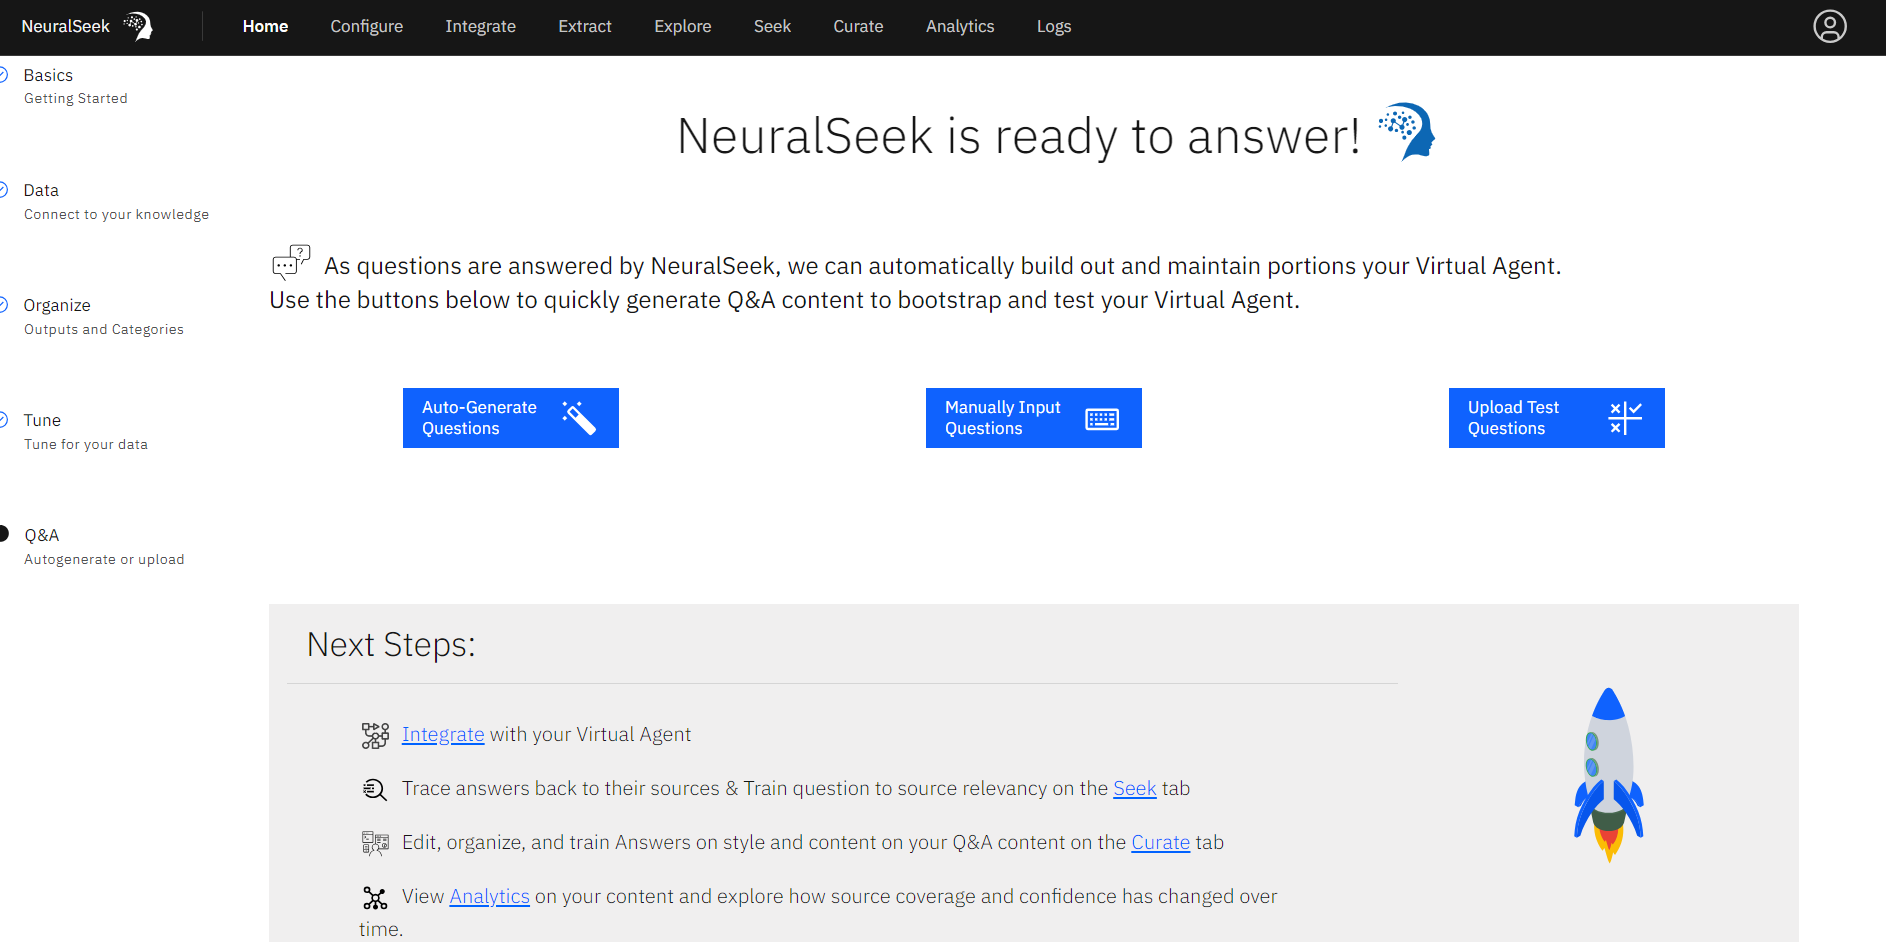 NeuralSeek
Home
Configure
Integrate
Extract
Explore
Seek
Curate
Analytics
Logs
Basics
Getting Started
Data
Connect to your knowledge
Organize
Outputs and Categories
Tune
Tune for your data
Q&A
Autogenerate or upload
NeuralSeek is ready to answer!
As questions are answered by NeuralSeek, we can automatically build out and maintain portions your Virtual Agent.
Use the buttons below to quickly generate Q&A content to bootstrap and test your Virtual Agent.
Auto-Generate
Questions
Manually Input
Questions
Upload Test
Questions
Next Steps:
Integrate with your Virtual Agent
Trace answers back to their sources & Train question to source relevancy on the Seek tab
Edit, organize, and train Answers on style and content on your Q&A content on the Curate tab
View Analytics on your content and explore how source coverage and confidence has changed over
time.